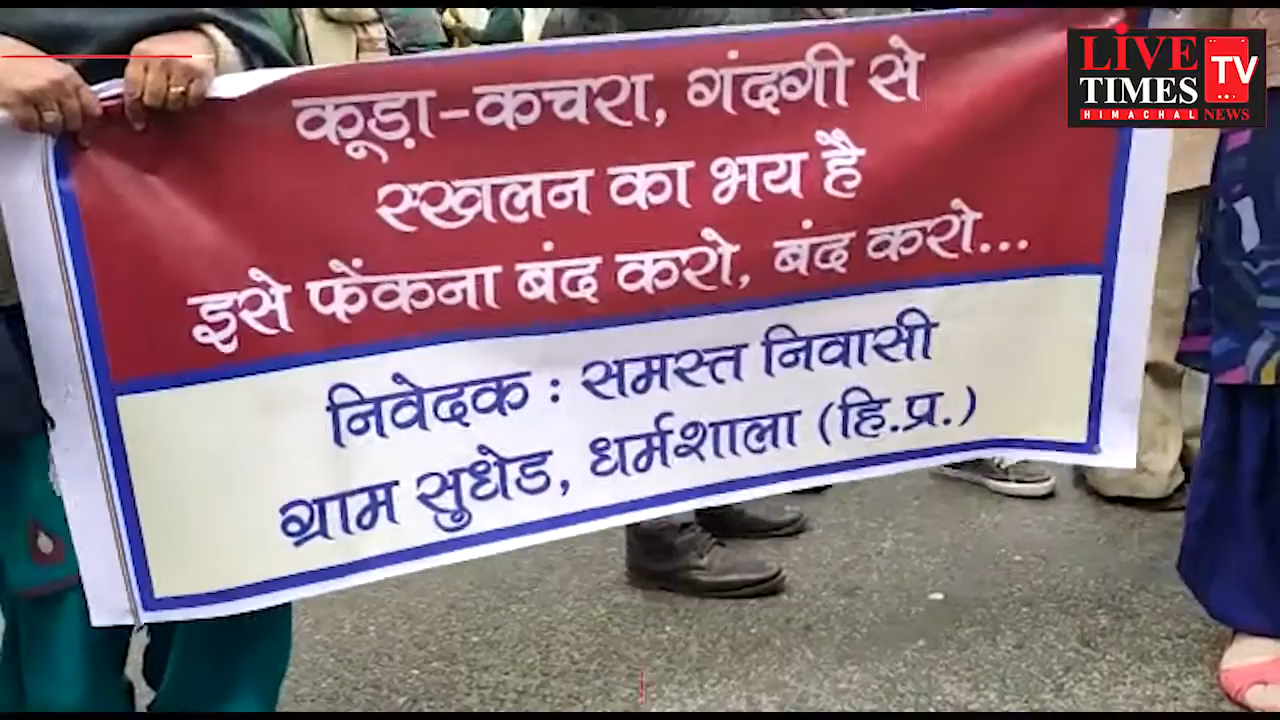 कूड़ा-कचरा, गंदगी से
स्खलन का भय है
इसे फेंकना बंद करो, बंद करो...
निवेदक : समस्त निवासी
ग्राम सुधेड, धर्मशाला (हि.प्र.)
LIVE
TIMES
TV
HIMACHAL NEWS